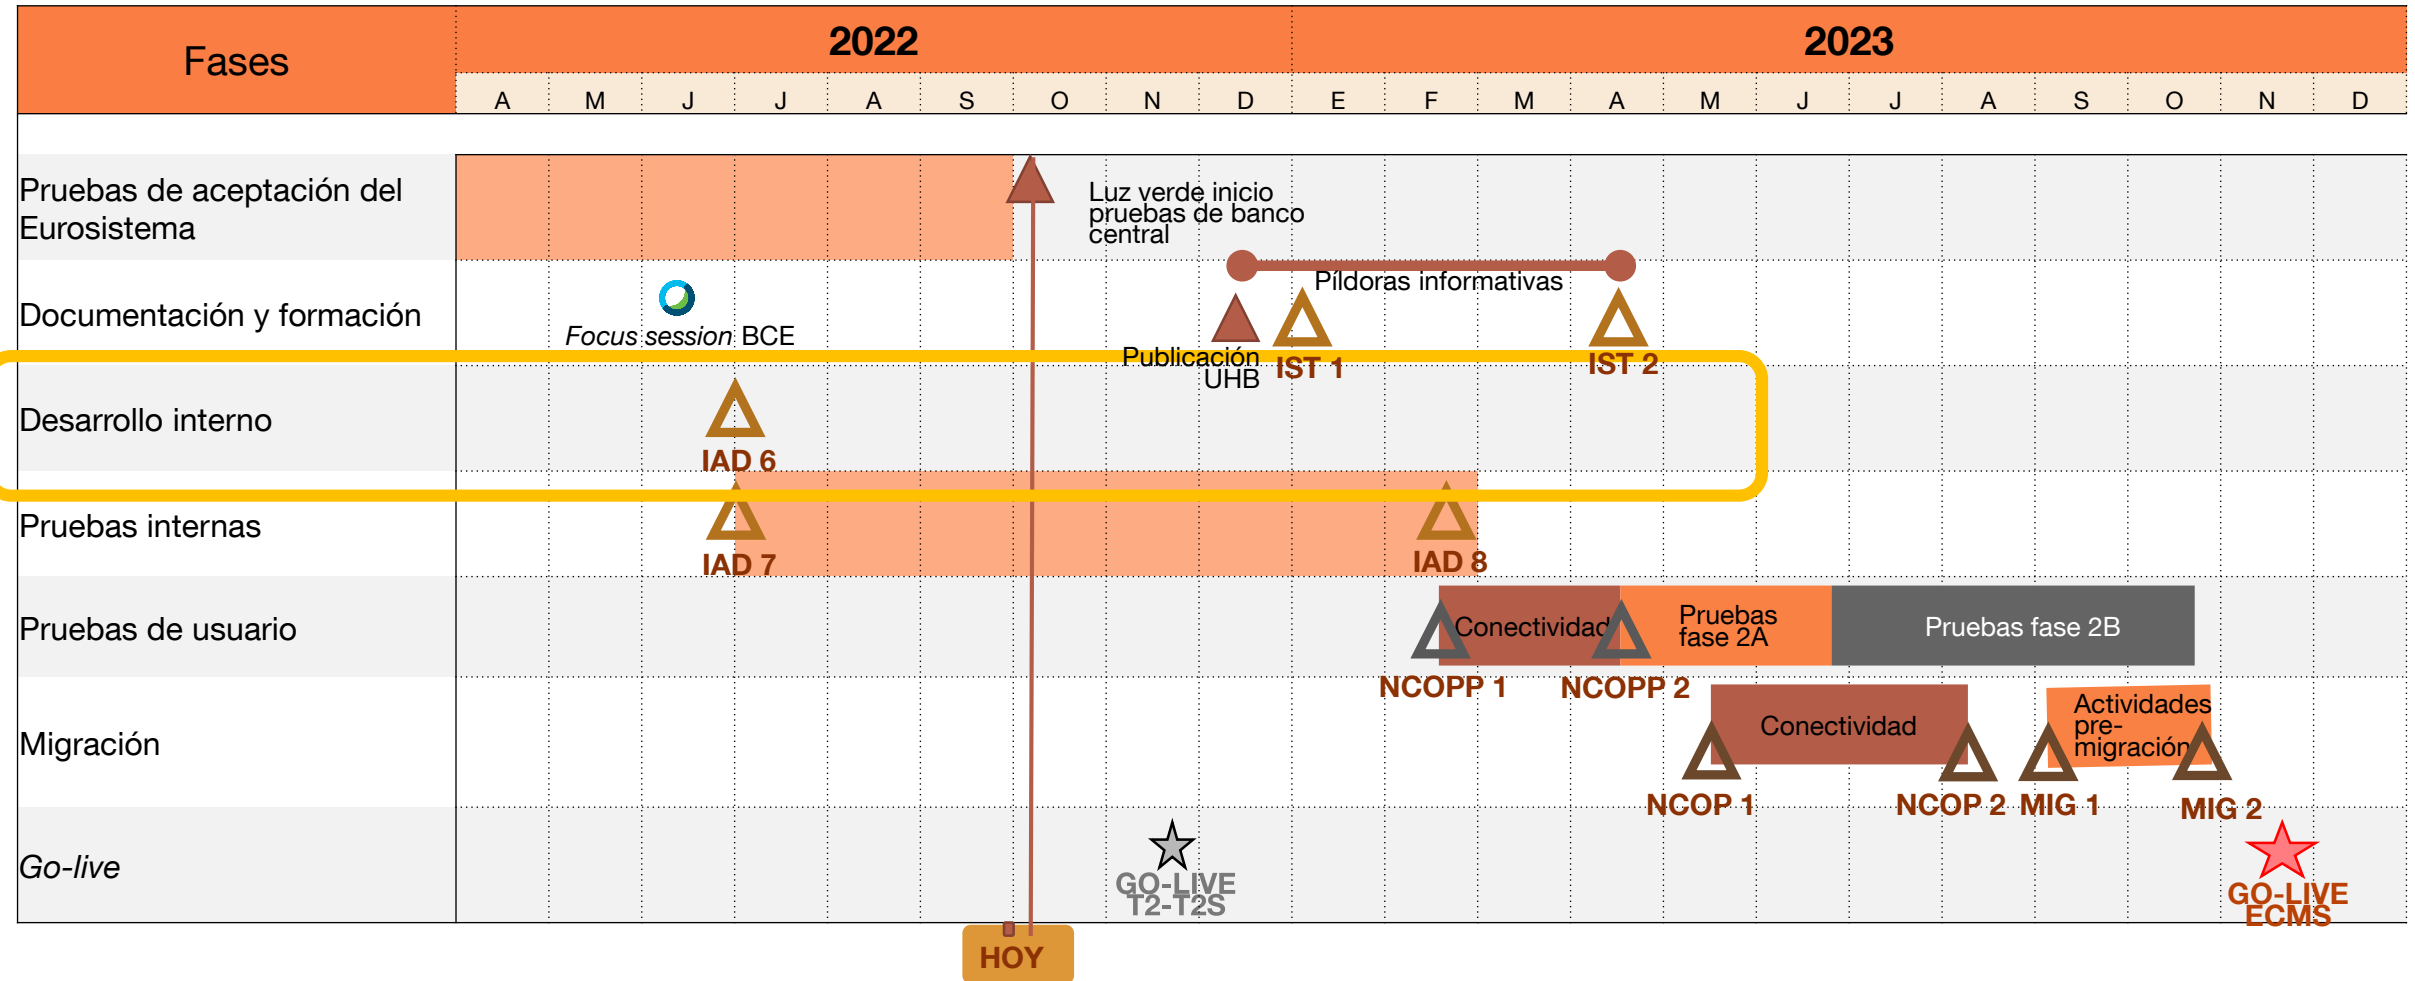 Fases
2022
2023
A M J J A S O N D E F M A M J J A S O N D
Pruebas de aceptación del
Eurosistema
Luz verde inicio
pruebas de banco
central
Documentación y formación
Focus session BCE
Píldoras informativas
Publicación
UHB
IST 1
IST 2
Desarrollo interno
IAD 6
Pruebas internas
IAD 7
IAD 8
Pruebas de usuario
Conectividad
Pruebas
fase 2A
Pruebas fase 2B
NCOPP 1
NCOPP 2
Migración
Conectividad
Actividades
pre-
migración
NCOP 1
NCOP 2
MIG 1
MIG 2
Go-live
GO-LIVE
T2-T2S
GO-LIVE
ECMS
HOY